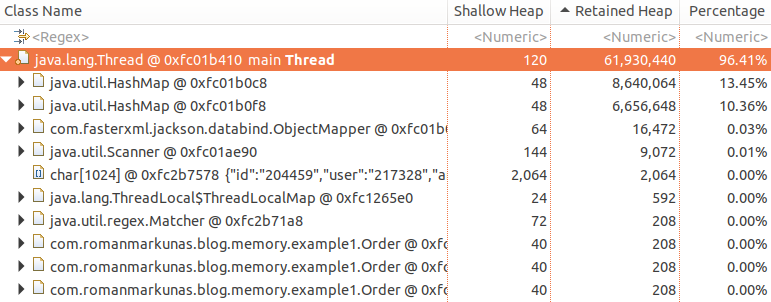 Class Name Shallow Heap Retained Heap Percentage
<Regex> <Numeric> <Numeric> <Numeric>
java.lang.Thread @ 0xfc01b410 main Thread 120 61,930,440 96.41%
java.util.HashMap @ 0xfc01b0c8 48 8,640,064 13.45%
java.util.HashMap @ 0xfc01b0f8 48 6,656,648 10.36%
com.fasterxml.jackson.databind.ObjectMapper @ 0xfc01b 64 16,472 0.03%
java.util.Scanner @ 0xfc01ae90 144 9,072 0.01%
char[1024] @ 0xfc2b7578 {"id":"204459","user":"217328","a 2,064 2,064 0.00%
java.lang.ThreadLocal$ThreadLocalMap @ 0xfc1265e0 24 592 0.00%
java.util.regex.Matcher @ 0xfc2b71a8 72 208 0.00%
com.romanmarkunas.blog.memory.example1.Order @ 0xfc 40 208 0.00%
com.romanmarkunas.blog.memory.example1.Order @ 0xfc 40 208 0.00%
com.romanmarkunas.blog.memory.example1.Order @ 0xfc 40 208 0.00%